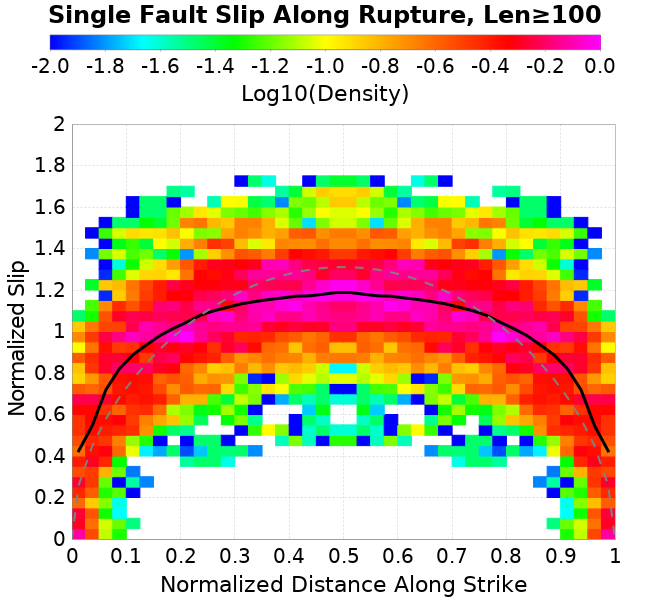 Single Fault Slip Along Rupture, Len≥100
-2.0 -1.8 -1.6 -1.4 -1.2 -1.0 -0.8 -0.6 -0.4 -0.2 0.0
Log10(Density)
2
1.8
1.6
1.4
1.2
1
0.8
0.6
0.4
0.2
0
Normalized Slip
0 0.1 0.2 0.3 0.4 0.5 0.6 0.7 0.8 0.9 1
Normalized Distance Along Strike